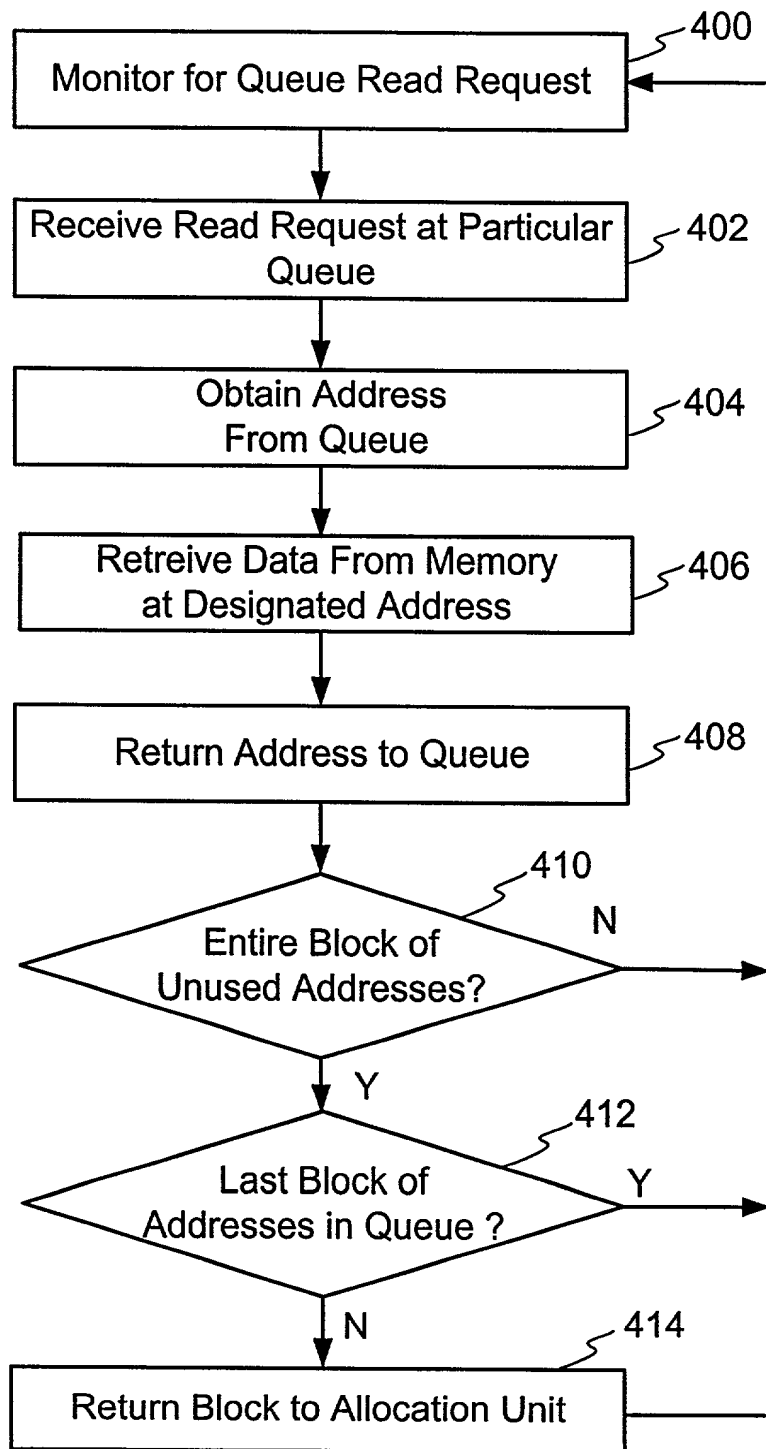 400
Monitor for Queue Read Request
Receive Read Request at Particular
Queue
402
Obtain Address
From Queue
404
Retreive Data From Memory
at Designated Address
406
Return Address to Queue
408
410
Entire Block of
Unused Addresses?
N
Y
412
Last Block of
Addresses in Queue ?
Y
N
414
Return Block to Allocation Unit